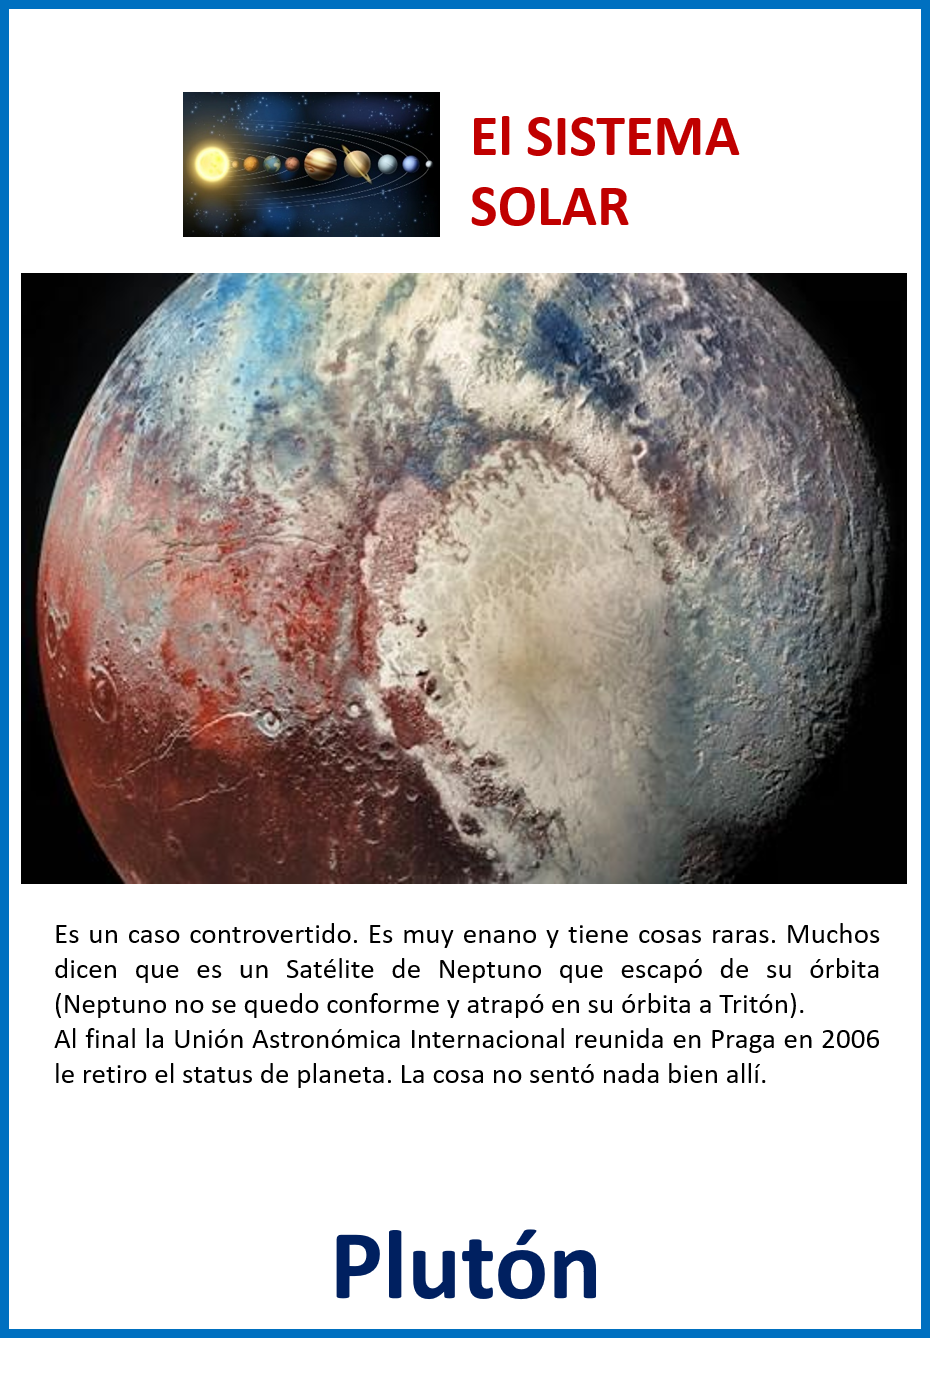 El SISTEMA
SOLAR
Es un caso controvertido. Es muy enano y tiene cosas raras. Muchos
dicen que es un Satélite de Neptuno que escapó de su órbita
(Neptuno no se quedo conforme y atrapó en su órbita a Tritón).
Al final la Unión Astronómica Internacional reunida en Praga en 2006
le retiro el status de planeta. La cosa no sentó nada bien allí.
Plutón